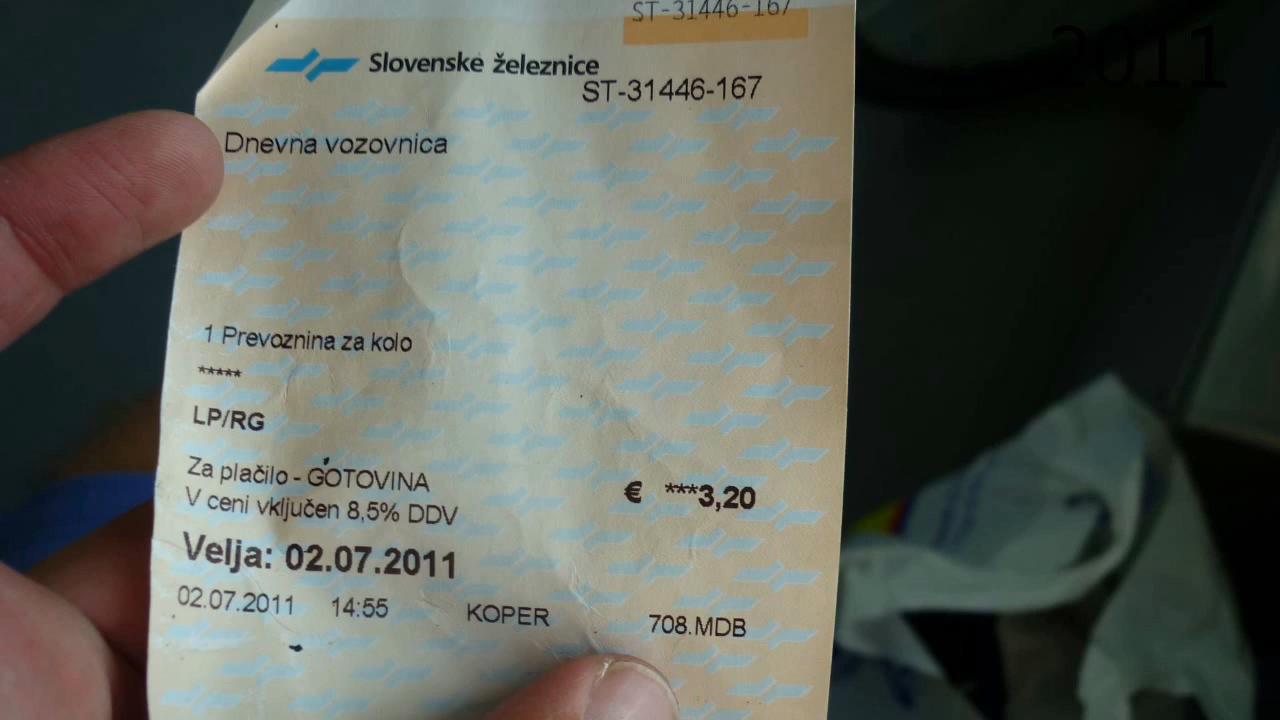 ST-31446-167
2011
Slovenske železnice
ST-31446-167
Dnevna vozovnica
1 Prevoznina za kolo
*****
LP/RG
Za plačilo - GOTOVINA
€ ***3,20
V ceni vključen 8,5% DDV
Velja: 02.07.2011
02.07.2011 14:55 KOPER 708.MDB